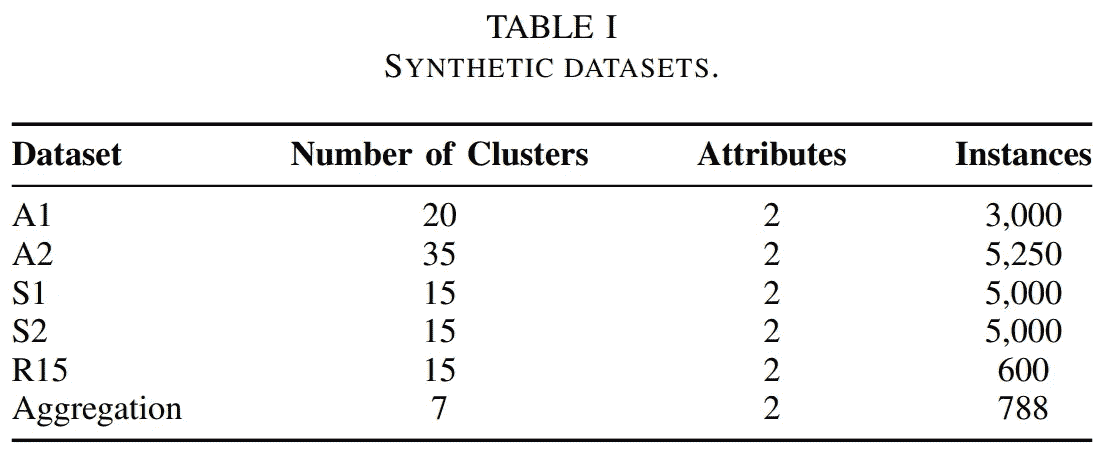 TABLE I
SYNTHETIC DATASETS.
Dataset Number of Clusters Attributes Instances
A1 20 2 3,000
A2 35 2 5,250
S1 15 2 5,000
S2 15 2 5,000
R15 15 2 600
Aggregation 7 2 788